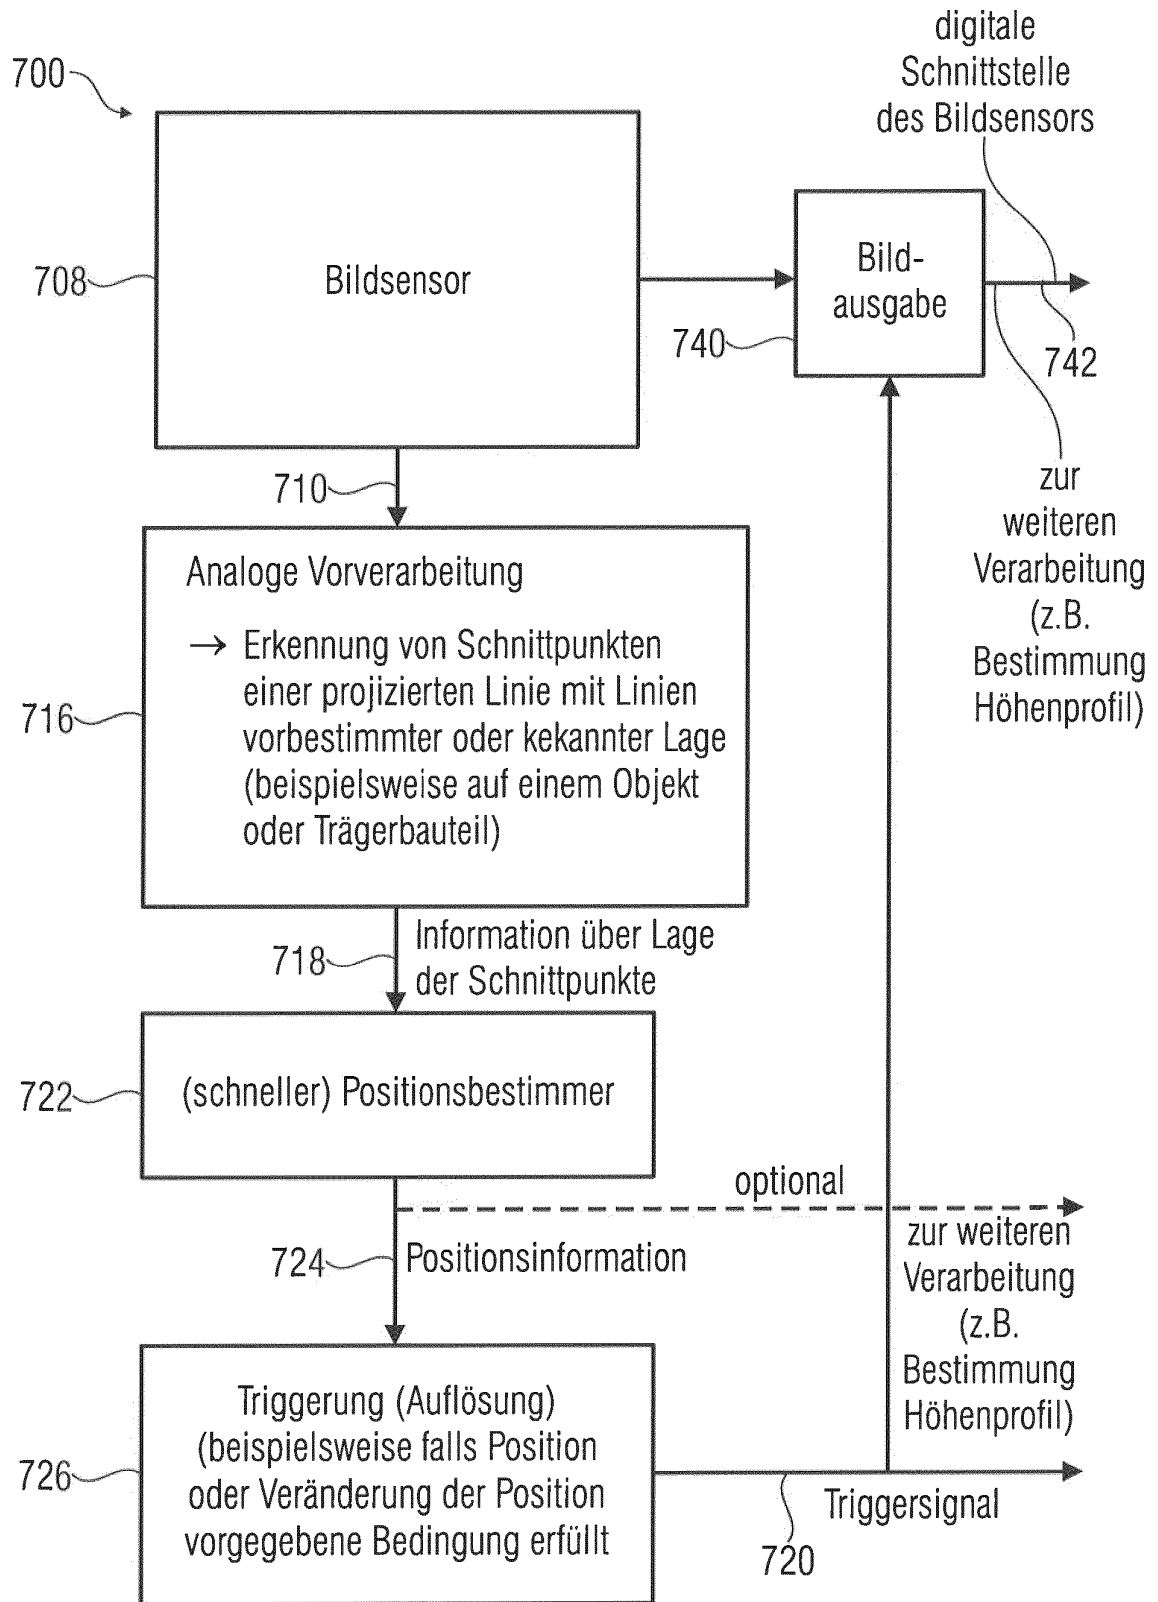 digitale
Schnittstelle
des Bildsensors
700
708
Bildsensor
Bild-
ausgabe
740
742
710
zur
weiteren
Verarbeitung
(z.B.
Bestimmung
Höhenprofil)
Analoge Vorverarbeitung
→ Erkennung von Schnittpunkten
einer projizierten Linie mit Linien
vorbestimmter oder kekannter Lage
(beispielsweise auf einem Objekt
oder Trägerbauteil)
716
718
Information über Lage
der Schnittpunkte
722
(schneller) Positionsbestimmer
optional
724
Positionsinformation
zur weiteren
Verarbeitung
(z.B.
Bestimmung
Höhenprofil)
726
Triggerung (Auflösung)
(beispielsweise falls Position
oder Veränderung der Position
vorgegebene Bedingung erfüllt
Triggersignal
720